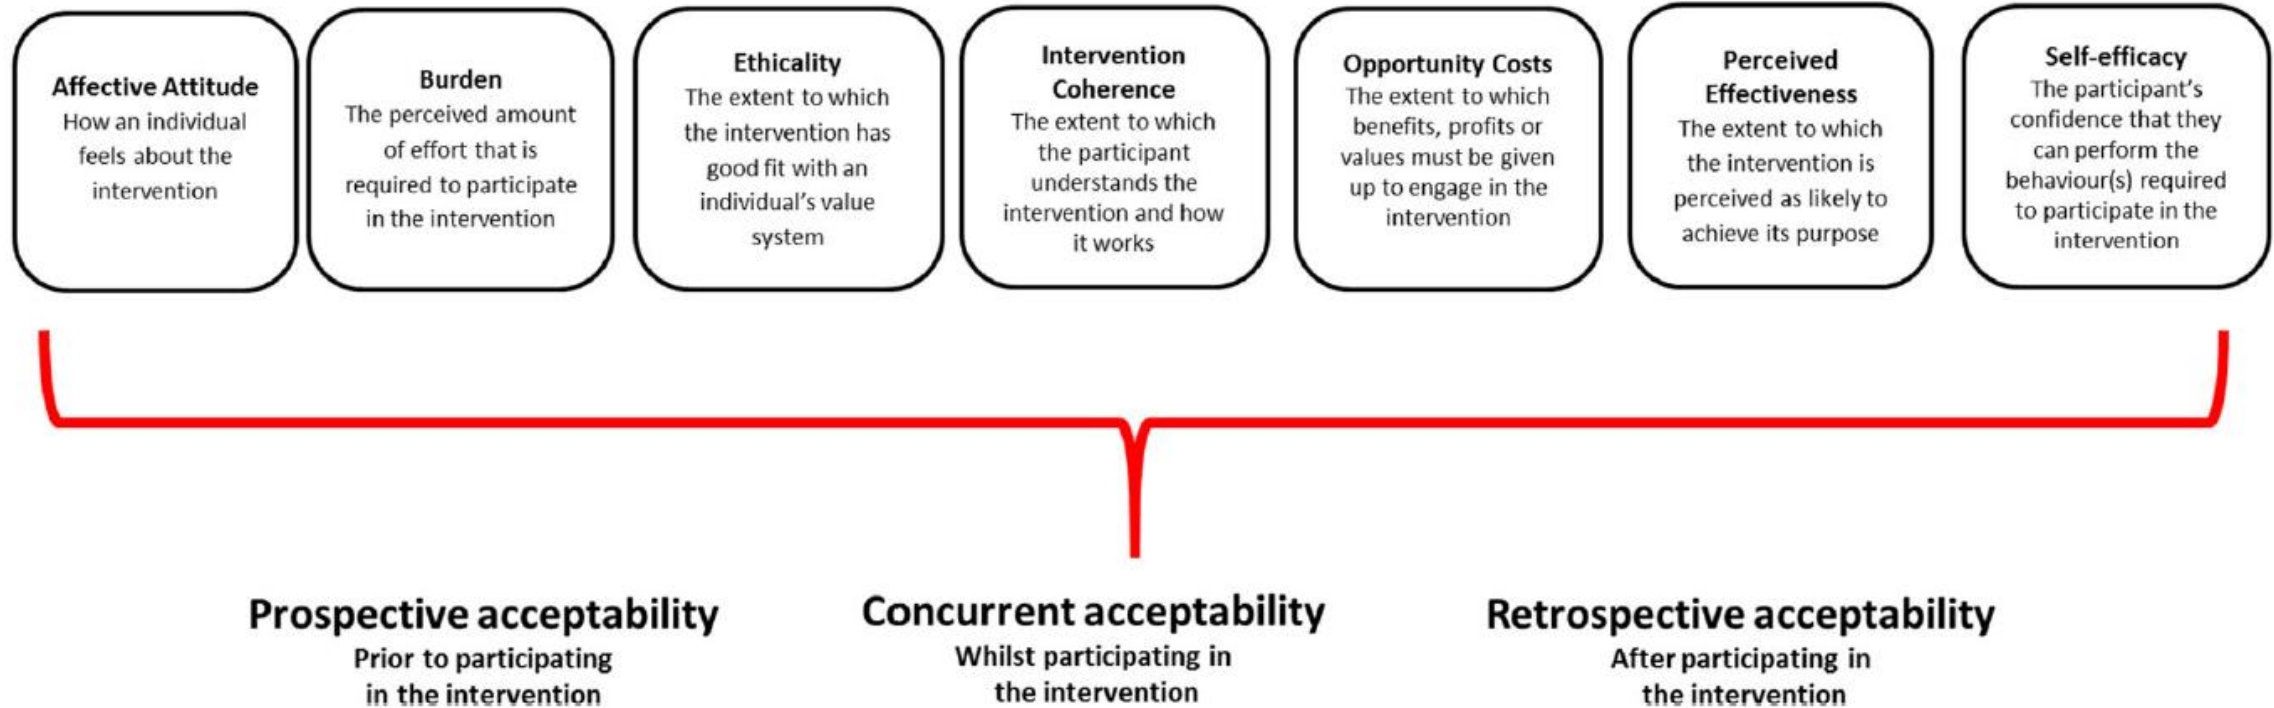 Affective Attitude
How an individual
feels about the
intervention
Burden
The perceived amount
of effort that is
required to participate
in the intervention
Ethicality
The extent to which
the intervention has
good fit with an
individual's value
system
Intervention
Coherence
The extent to which
the participant
understands the
intervention and how
it works
Opportunity Costs
The extent to which
benefits, profits or
values must be given
up to engage in the
intervention
Perceived
Effectiveness
The extent to which
the intervention is
perceived as likely to
achieve its purpose
Self-efficacy
The participant's
confidence that they
can perform the
behaviour(s) required
to participate in the
intervention
Prospective acceptability
Prior to participating
in the intervention
Concurrent acceptability
Whilst participating in
the intervention
Retrospective acceptability
After participating in
the intervention